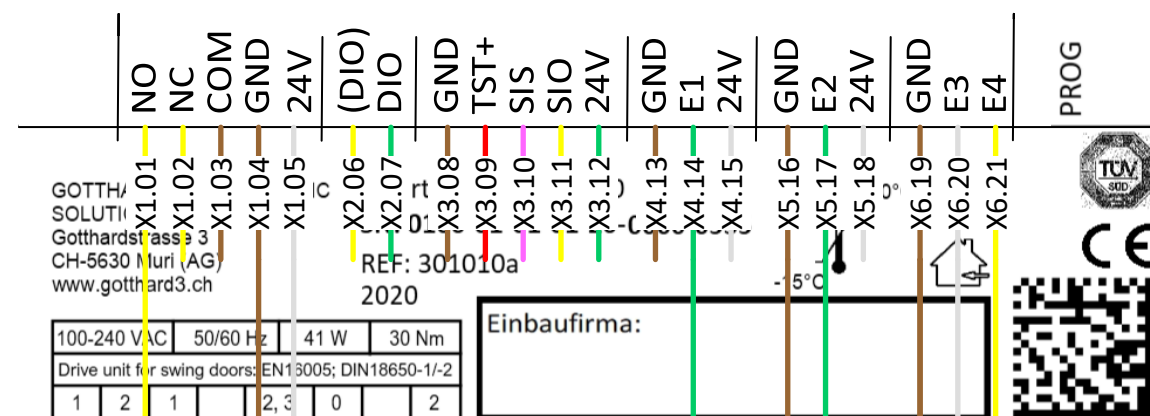 NO NC COM GND 24V (DIO) DIO GND TST+ SIS SIO 24V GND E1 24V GND E2 24V GND E3 E4 PROG
X1.01 X1.02 X1.03 X1.04 X1.05 X2.06 X2.07 X3.08 X3.09 X3.10 X3.11 X3.12 X4.13 X4.14 X4.15 X5.16 X5.17 X5.18 X6.19 X6.20 X6.21
TÜV
SÜD
CE
Gotthardstrasse 3
CH-5630 Muri (AG)
www.gotthard3.ch
REF: 301010a
2020
-15°C
Einbaufirma:
100-240 VAC 50/60 Hz 41 W 30 Nm
Drive unit for swing doors: EN16005; DIN18650-1/-2
1 2 1 2, 3 0 2